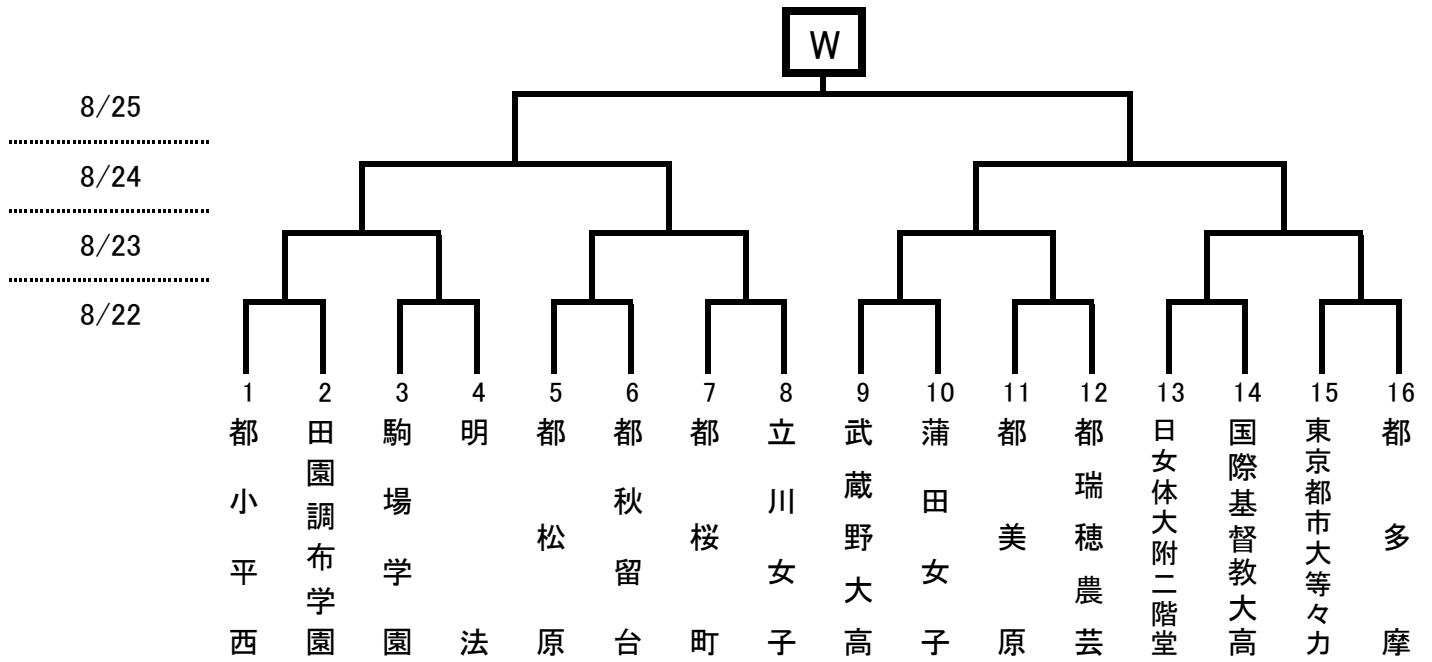 W
8/25
8/24
8/23
8/22
1
2
3
4
5
6
7
8
9
10
11
12
13
14
15
16
都小平西
田園調布学園
駒場学園
明法
都松原
都秋留台
都桜町
立川女子
武蔵野大高
蒲田女子
都美原
都瑞穂農芸
日女体大附二階堂
国際基督教大高
東京都市大等々力
都多摩